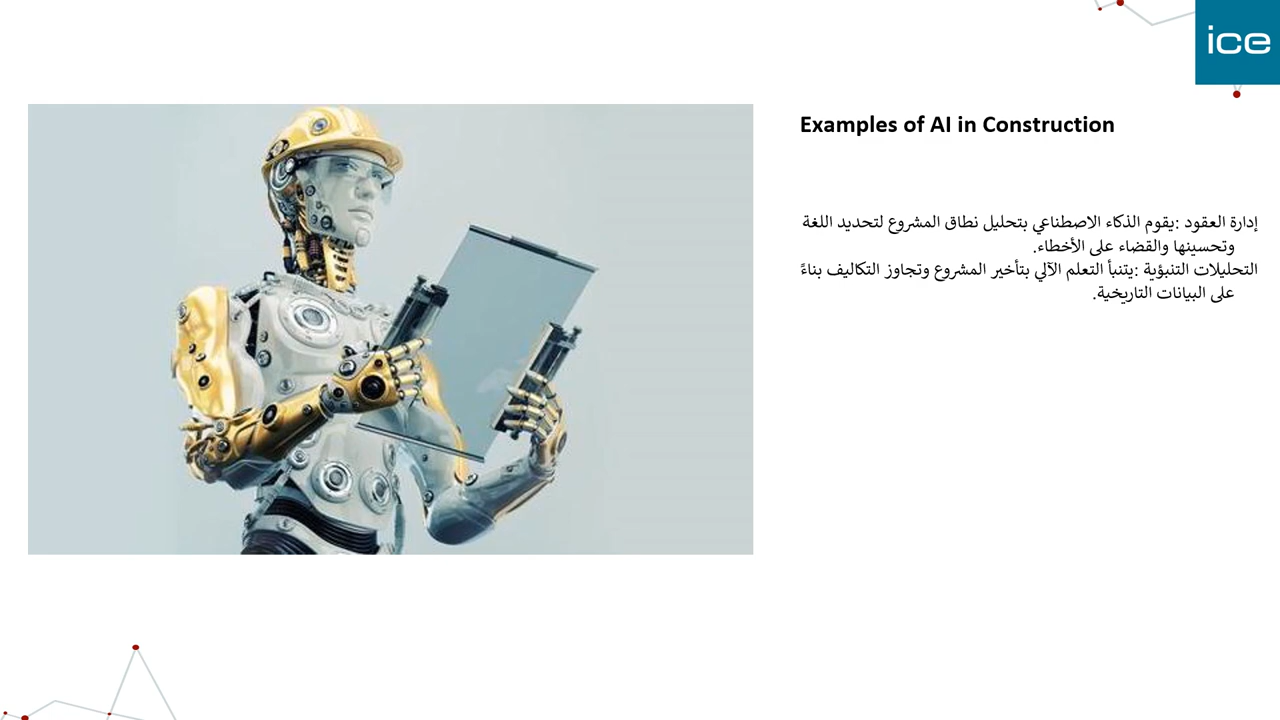 ice
Examples of AI in Construction
إدارة العقود :يقوم الذكاء الاصطناعي بتحليل نطاق المشروع لتحديد اللغة
وتحسينها والقضاء على الأخطاء.
التحليلات التنبؤية :يتنبأ التعلم الآلي بتأخير المشروع وتجاوز التكاليف بناءً
على البيانات التاريخية.